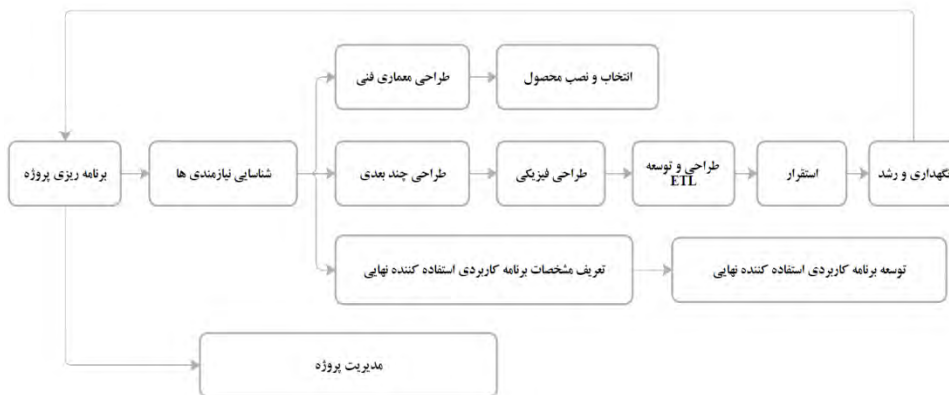 طراحی معماری فنی
انتخاب و نصب محصول
برنامه ریزی پروژه
شناسایی نیازمندی ها
طراحی چند بعدی
طراحی فیزیکی
طراحی و توسعه
ETL
استقرار
نگهداری و رشد
تعریف مشخصات برنامه کاربردی استفاده کننده نهایی
توسعه برنامه کاربردی استفاده کننده نهایی
مدیریت پروژه